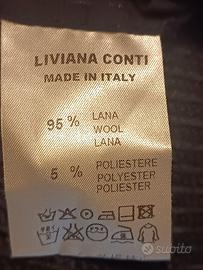 LIVIANA CONTI
MADE IN ITALY
95 % LANA
WOOL
LANA
5 % POLIESTERE
POLYESTER
POLIESTER
subito